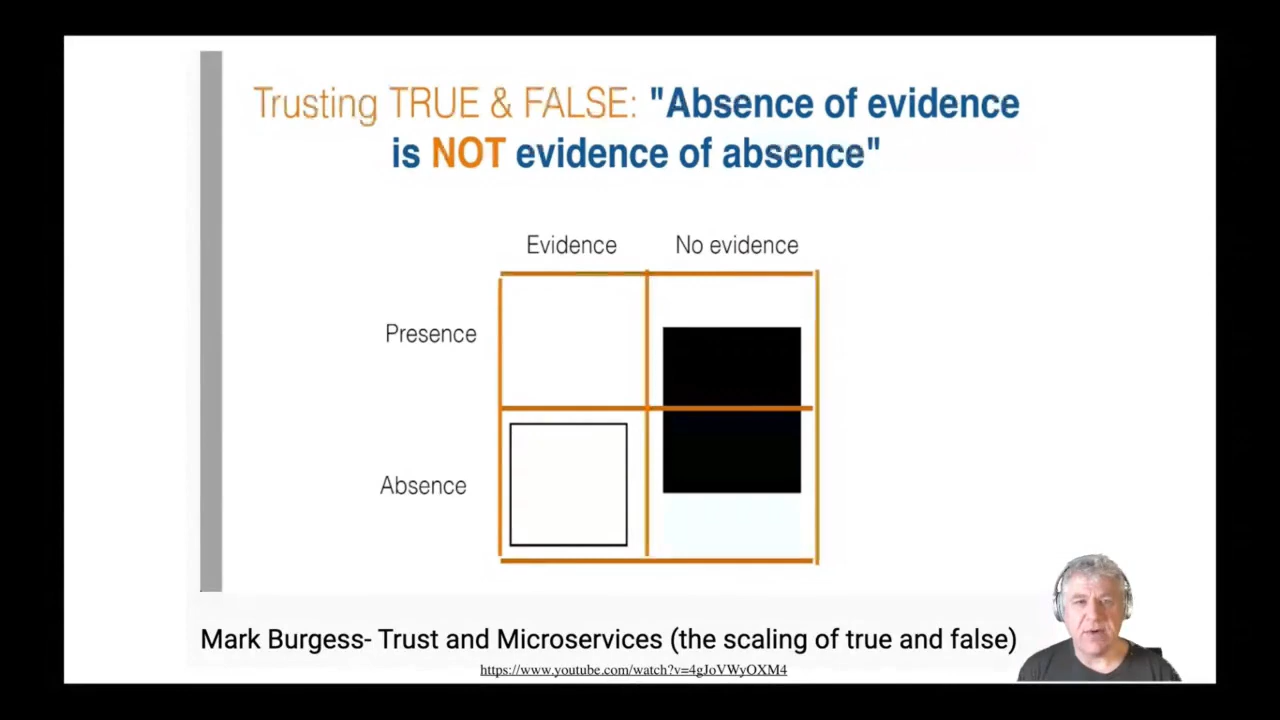 Trusting TRUE & FALSE: "Absence of evidence
is NOT evidence of absence"
Evidence No evidence
Presence
Absence
Mark Burgess- Trust and Microservices (the scaling of true and false)
https://www.youtube.com/watch?v=4gJoVWyOXM4